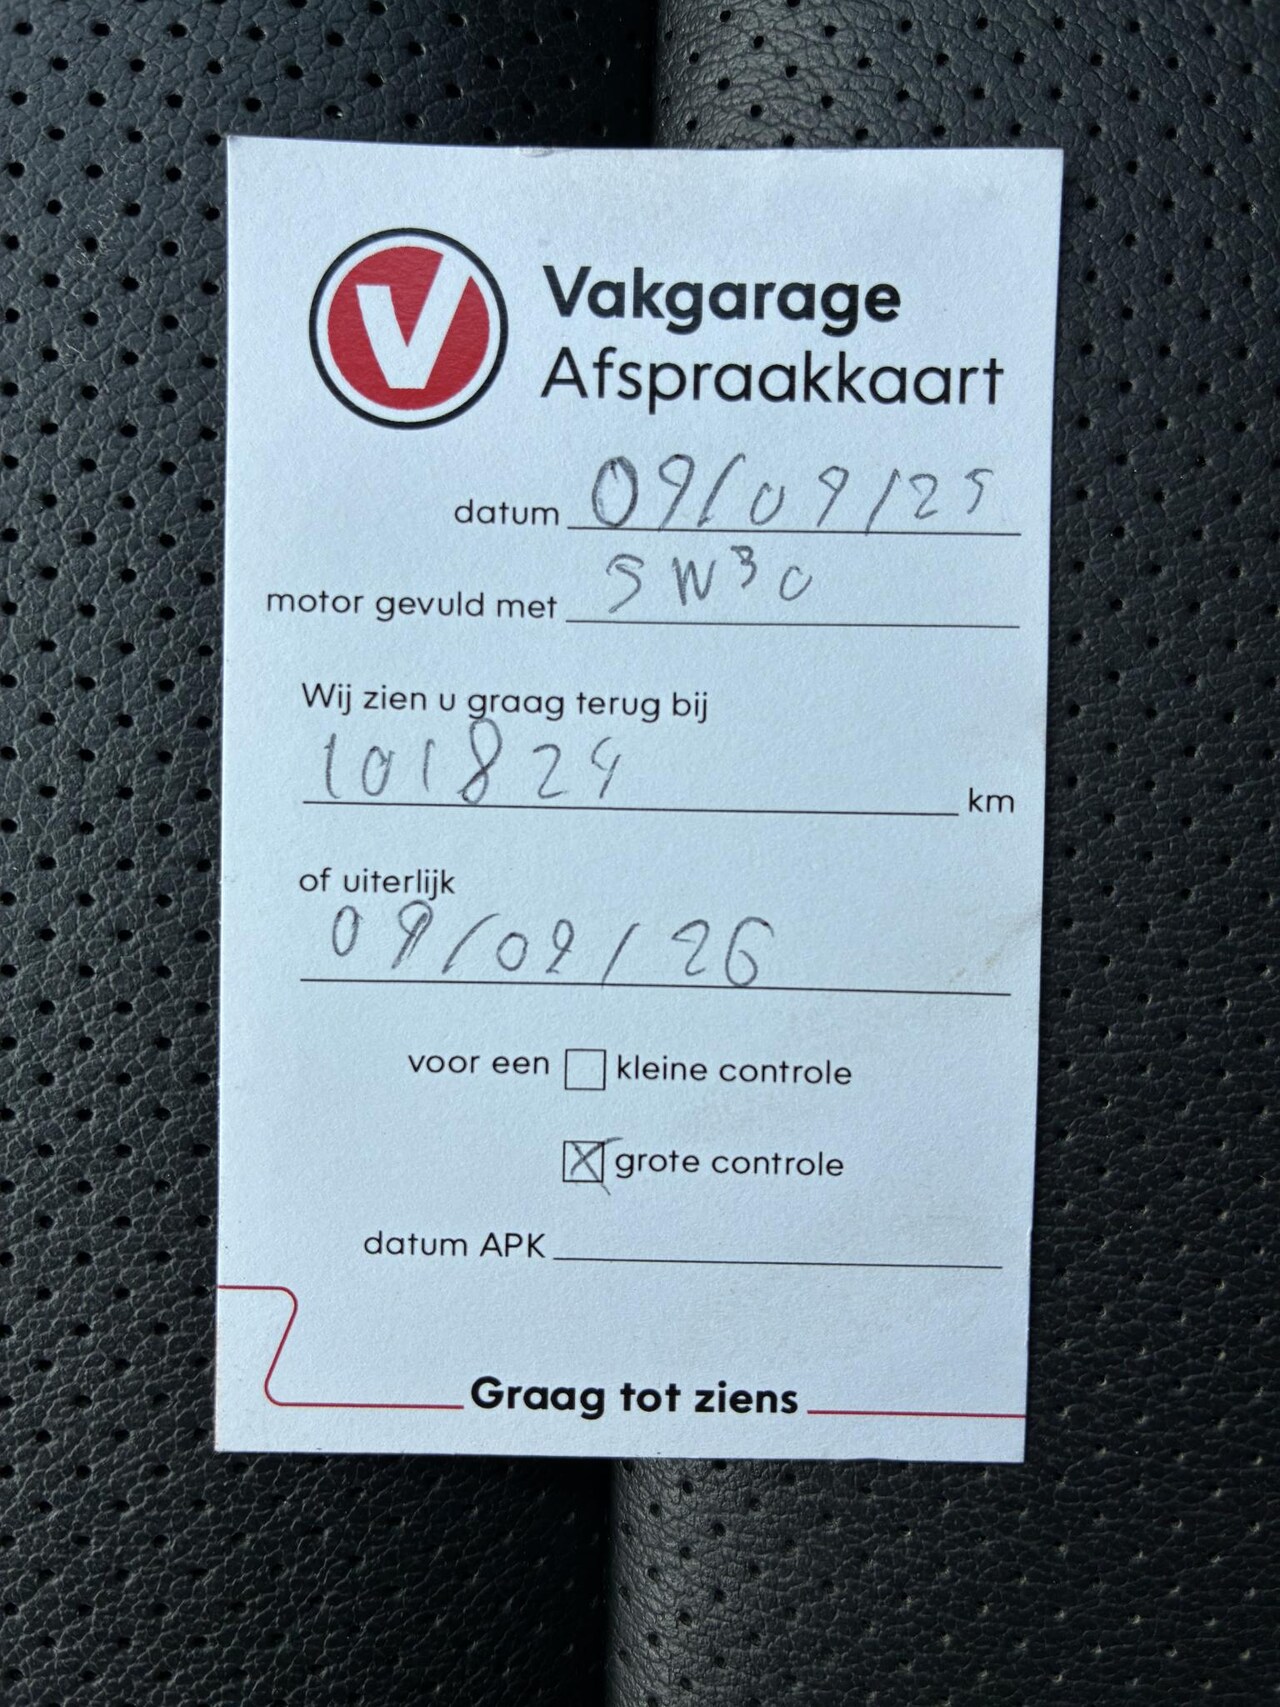 V
Vakgarage
Afspraakkaart
datum 09/09/25
motor gevuld met 5W30
Wij zien u graag terug bij
101824 km
of uiterlijk
09/09/26
voor een kleine controle
X grote controle
datum APK
Graag tot ziens